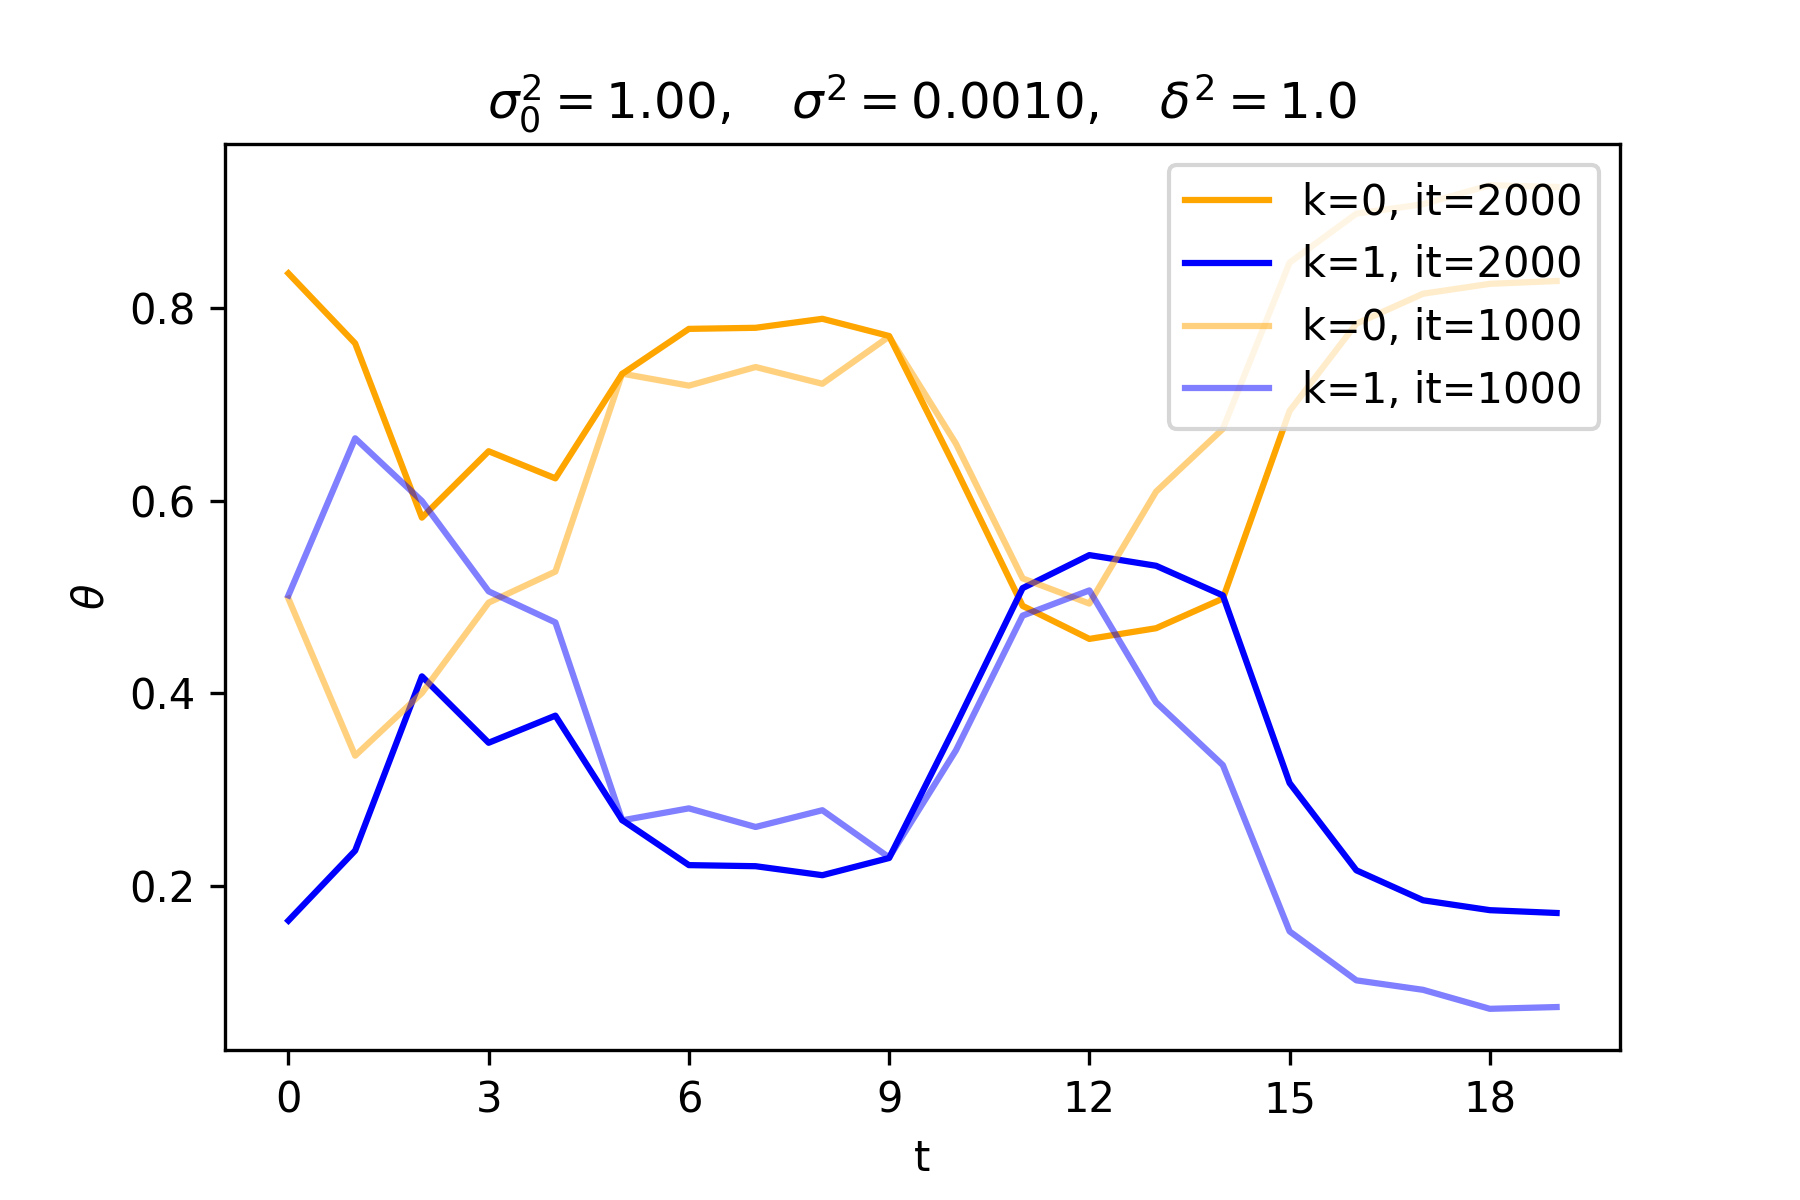 σ₀² = 1.00, σ² = 0.0010, δ² = 1.0
k=0, it=2000
k=1, it=2000
k=0, it=1000
k=1, it=1000
0.8
0.6
0.4
0.2
θ
0 3 6 9 12 15 18
t